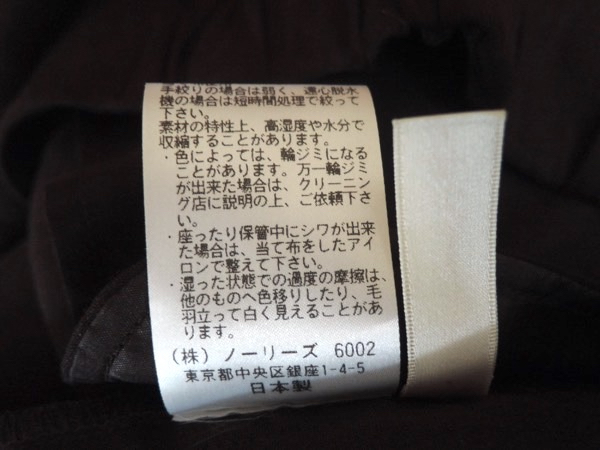 手絞りの場合は弱く、遠心脱水
機の場合は短時間処理で絞って
下さい。
素材の特性上、高湿度や水分で
収縮することがあります。
・色によっては、輪ジミになる
ことがあります。万一輪ジミ
が出来た場合は、クリーニン
グ店に説明の上、ご依頼下さ
い。
・座ったり保管中にシワが出来
た場合は、当て布をしたアイ
ロンで整えて下さい。
・湿った状態での過度の摩擦は、
他のものへ色移りしたり、毛
羽立って白く見えることがあ
ります。
(株) ノーリーズ 6002
東京都中央区銀座1-4-5
日本製